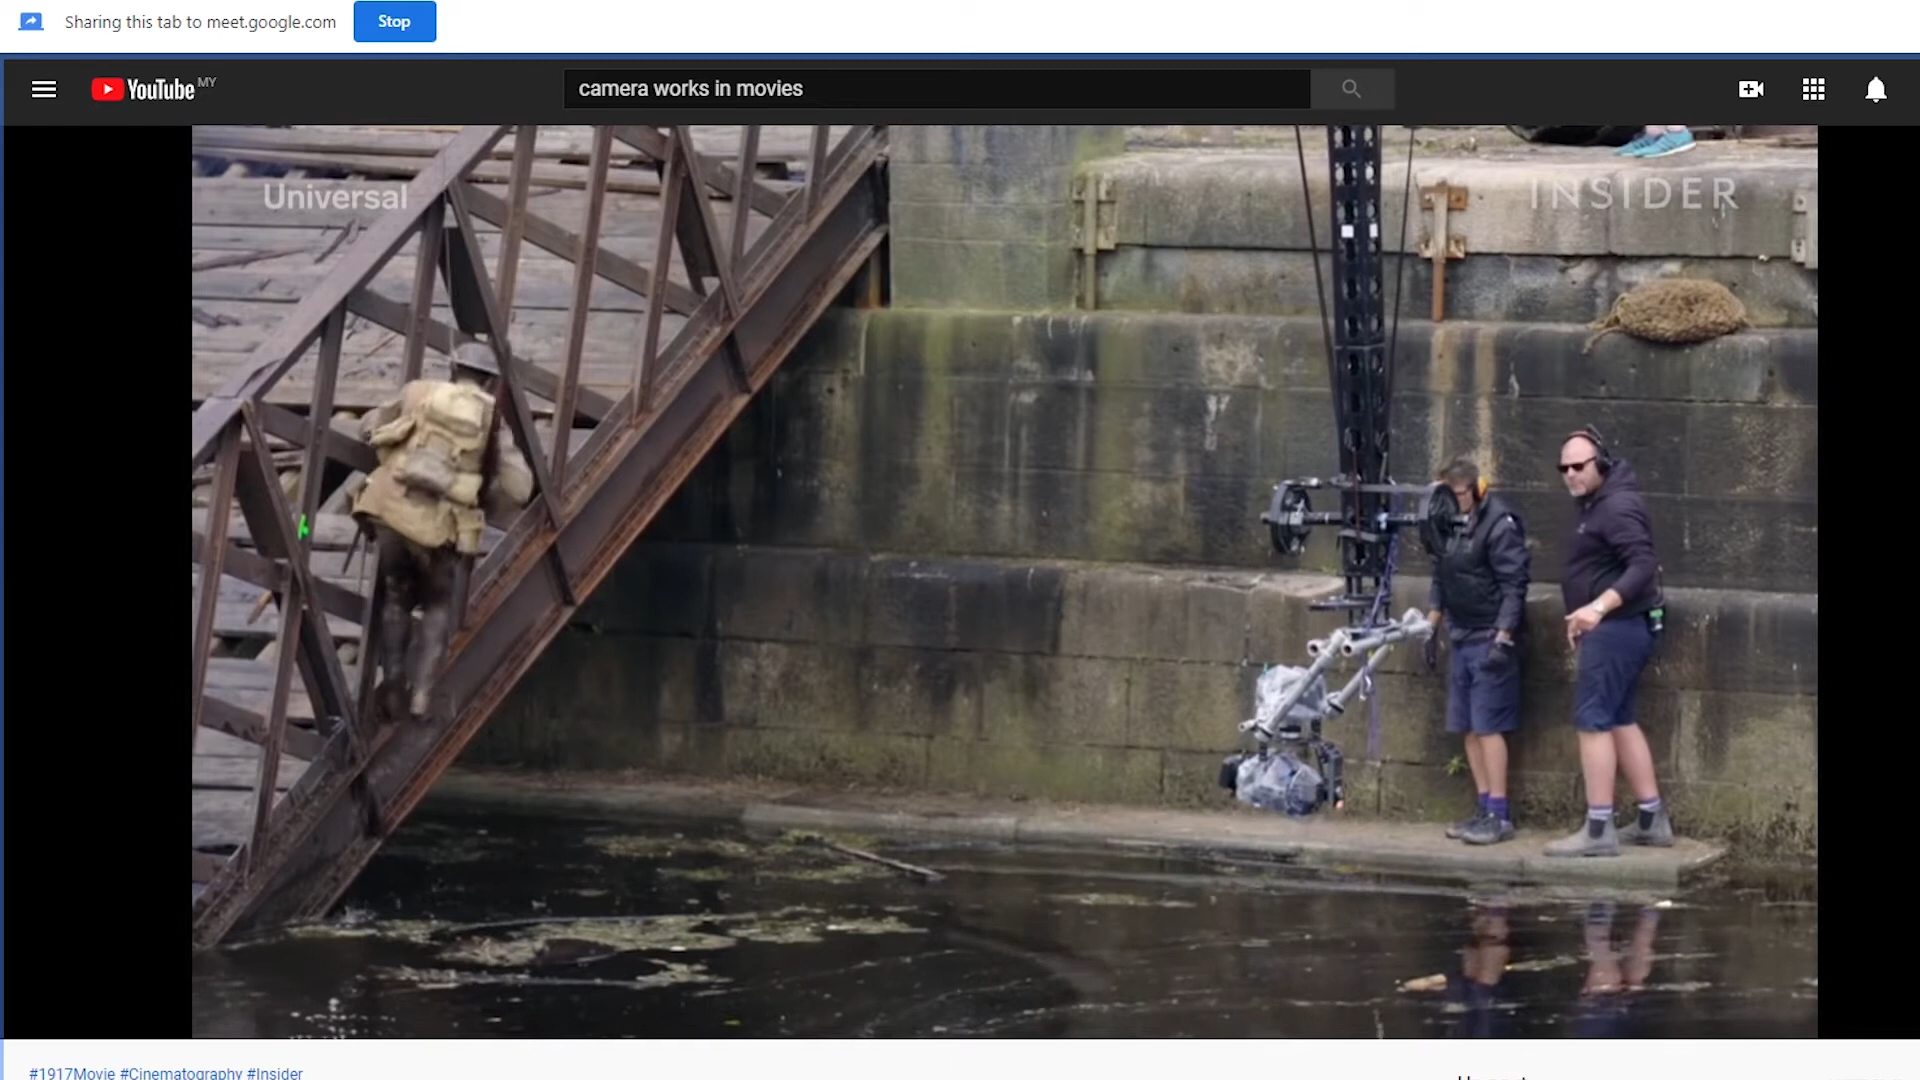 Sharing this tab to meet.google.com
Stop
YouTube MY
camera works in movies
Universal
INSIDER
#1917Movie #Cinematography #Insider